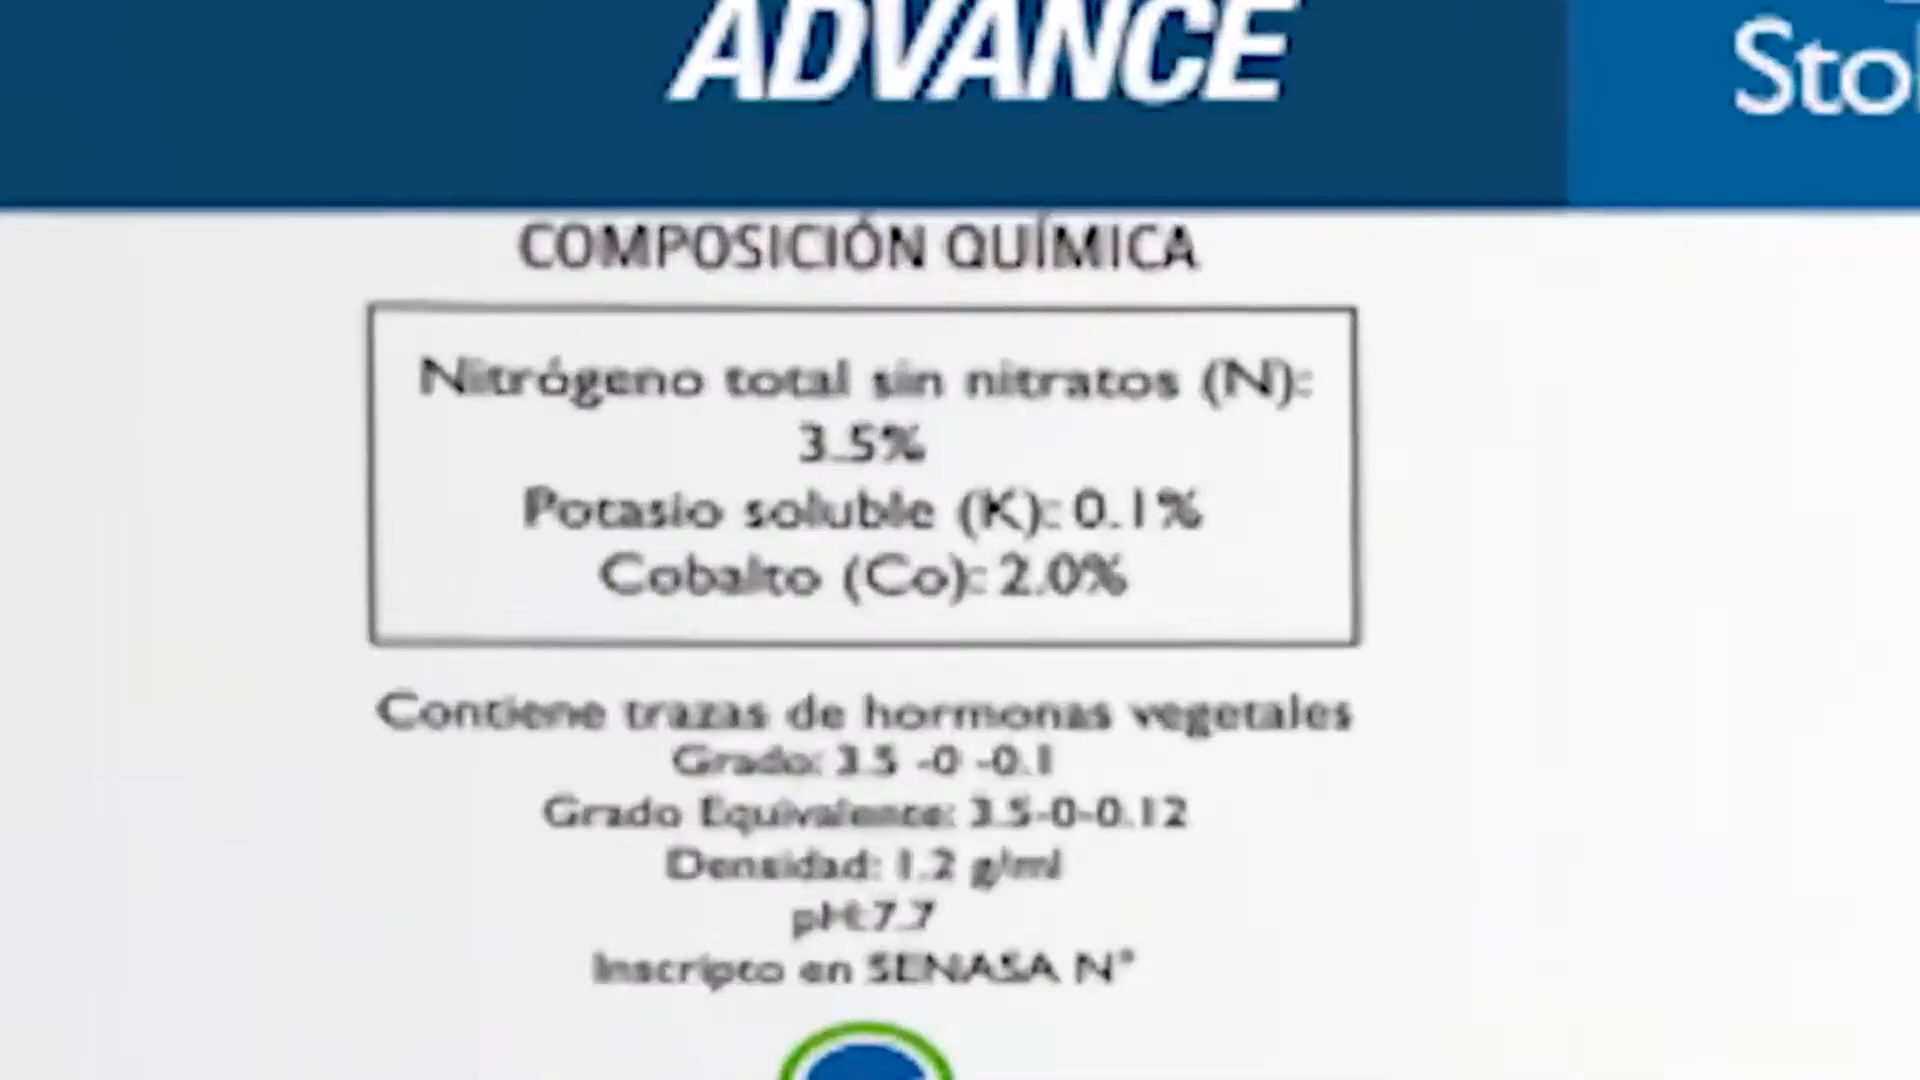 ADVANCE
Sto
COMPOSICIÓN QUÍMICA
Nitrógeno total sin nitratos (N):
3.5%
Potasio soluble (K): 0.1%
Cobalto (Co): 2.0%
Contiene trazas de hormonas vegetales
Grado: 3.5 -0 -0.1
Grado Equivalente: 3.5-0-0.12
Densidad: 1.2 g/ml
pH:7.7
Inscripto en SENASA N°